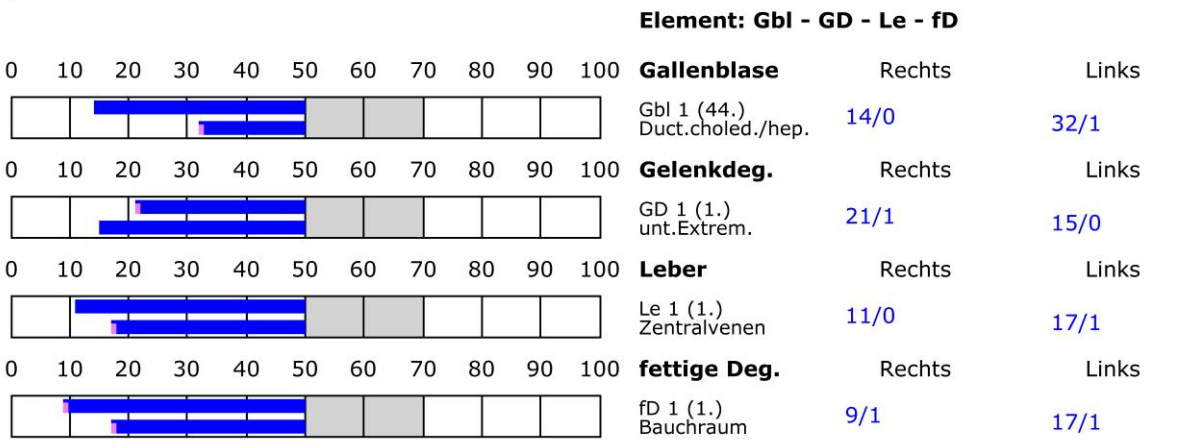 Element: Gbl - GD - Le - fD
0 10 20 30 40 50 60 70 80 90 100 Gallenblase Rechts Links
Gbl 1 (44.)
Duct.choled./hep.
14/0
32/1
0 10 20 30 40 50 60 70 80 90 100 Gelenkdeg. Rechts Links
GD 1 (1.)
unt.Extrem.
21/1
15/0
0 10 20 30 40 50 60 70 80 90 100 Leber Rechts Links
Le 1 (1.)
Zentralvenen
11/0
17/1
0 10 20 30 40 50 60 70 80 90 100 fettige Deg. Rechts Links
fD 1 (1.)
Bauchraum
9/1
17/1